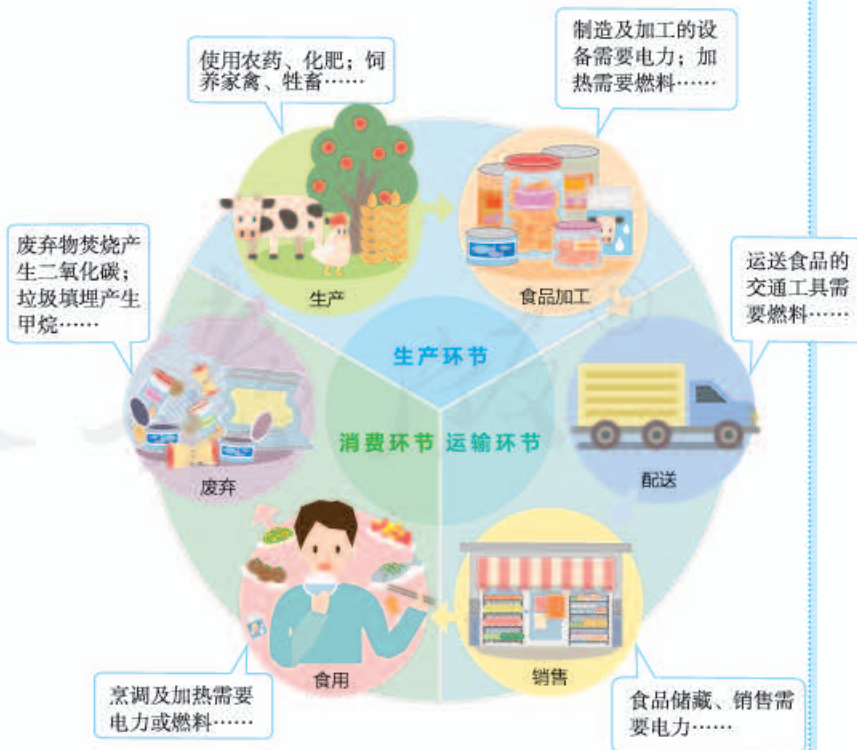 使用农药、化肥；饲
养家禽、牲畜……
制造及加工的设
备需要电力；加
热需要燃料……
生产
食品加工
废弃物焚烧产
生二氧化碳；
垃圾填埋产生
甲烷……
运送食品的
交通工具需
要燃料……
生产环节
消费环节
运输环节
废弃
配送
食用
销售
烹调及加热需要
电力或燃料……
食品储藏、销售需
要电力……